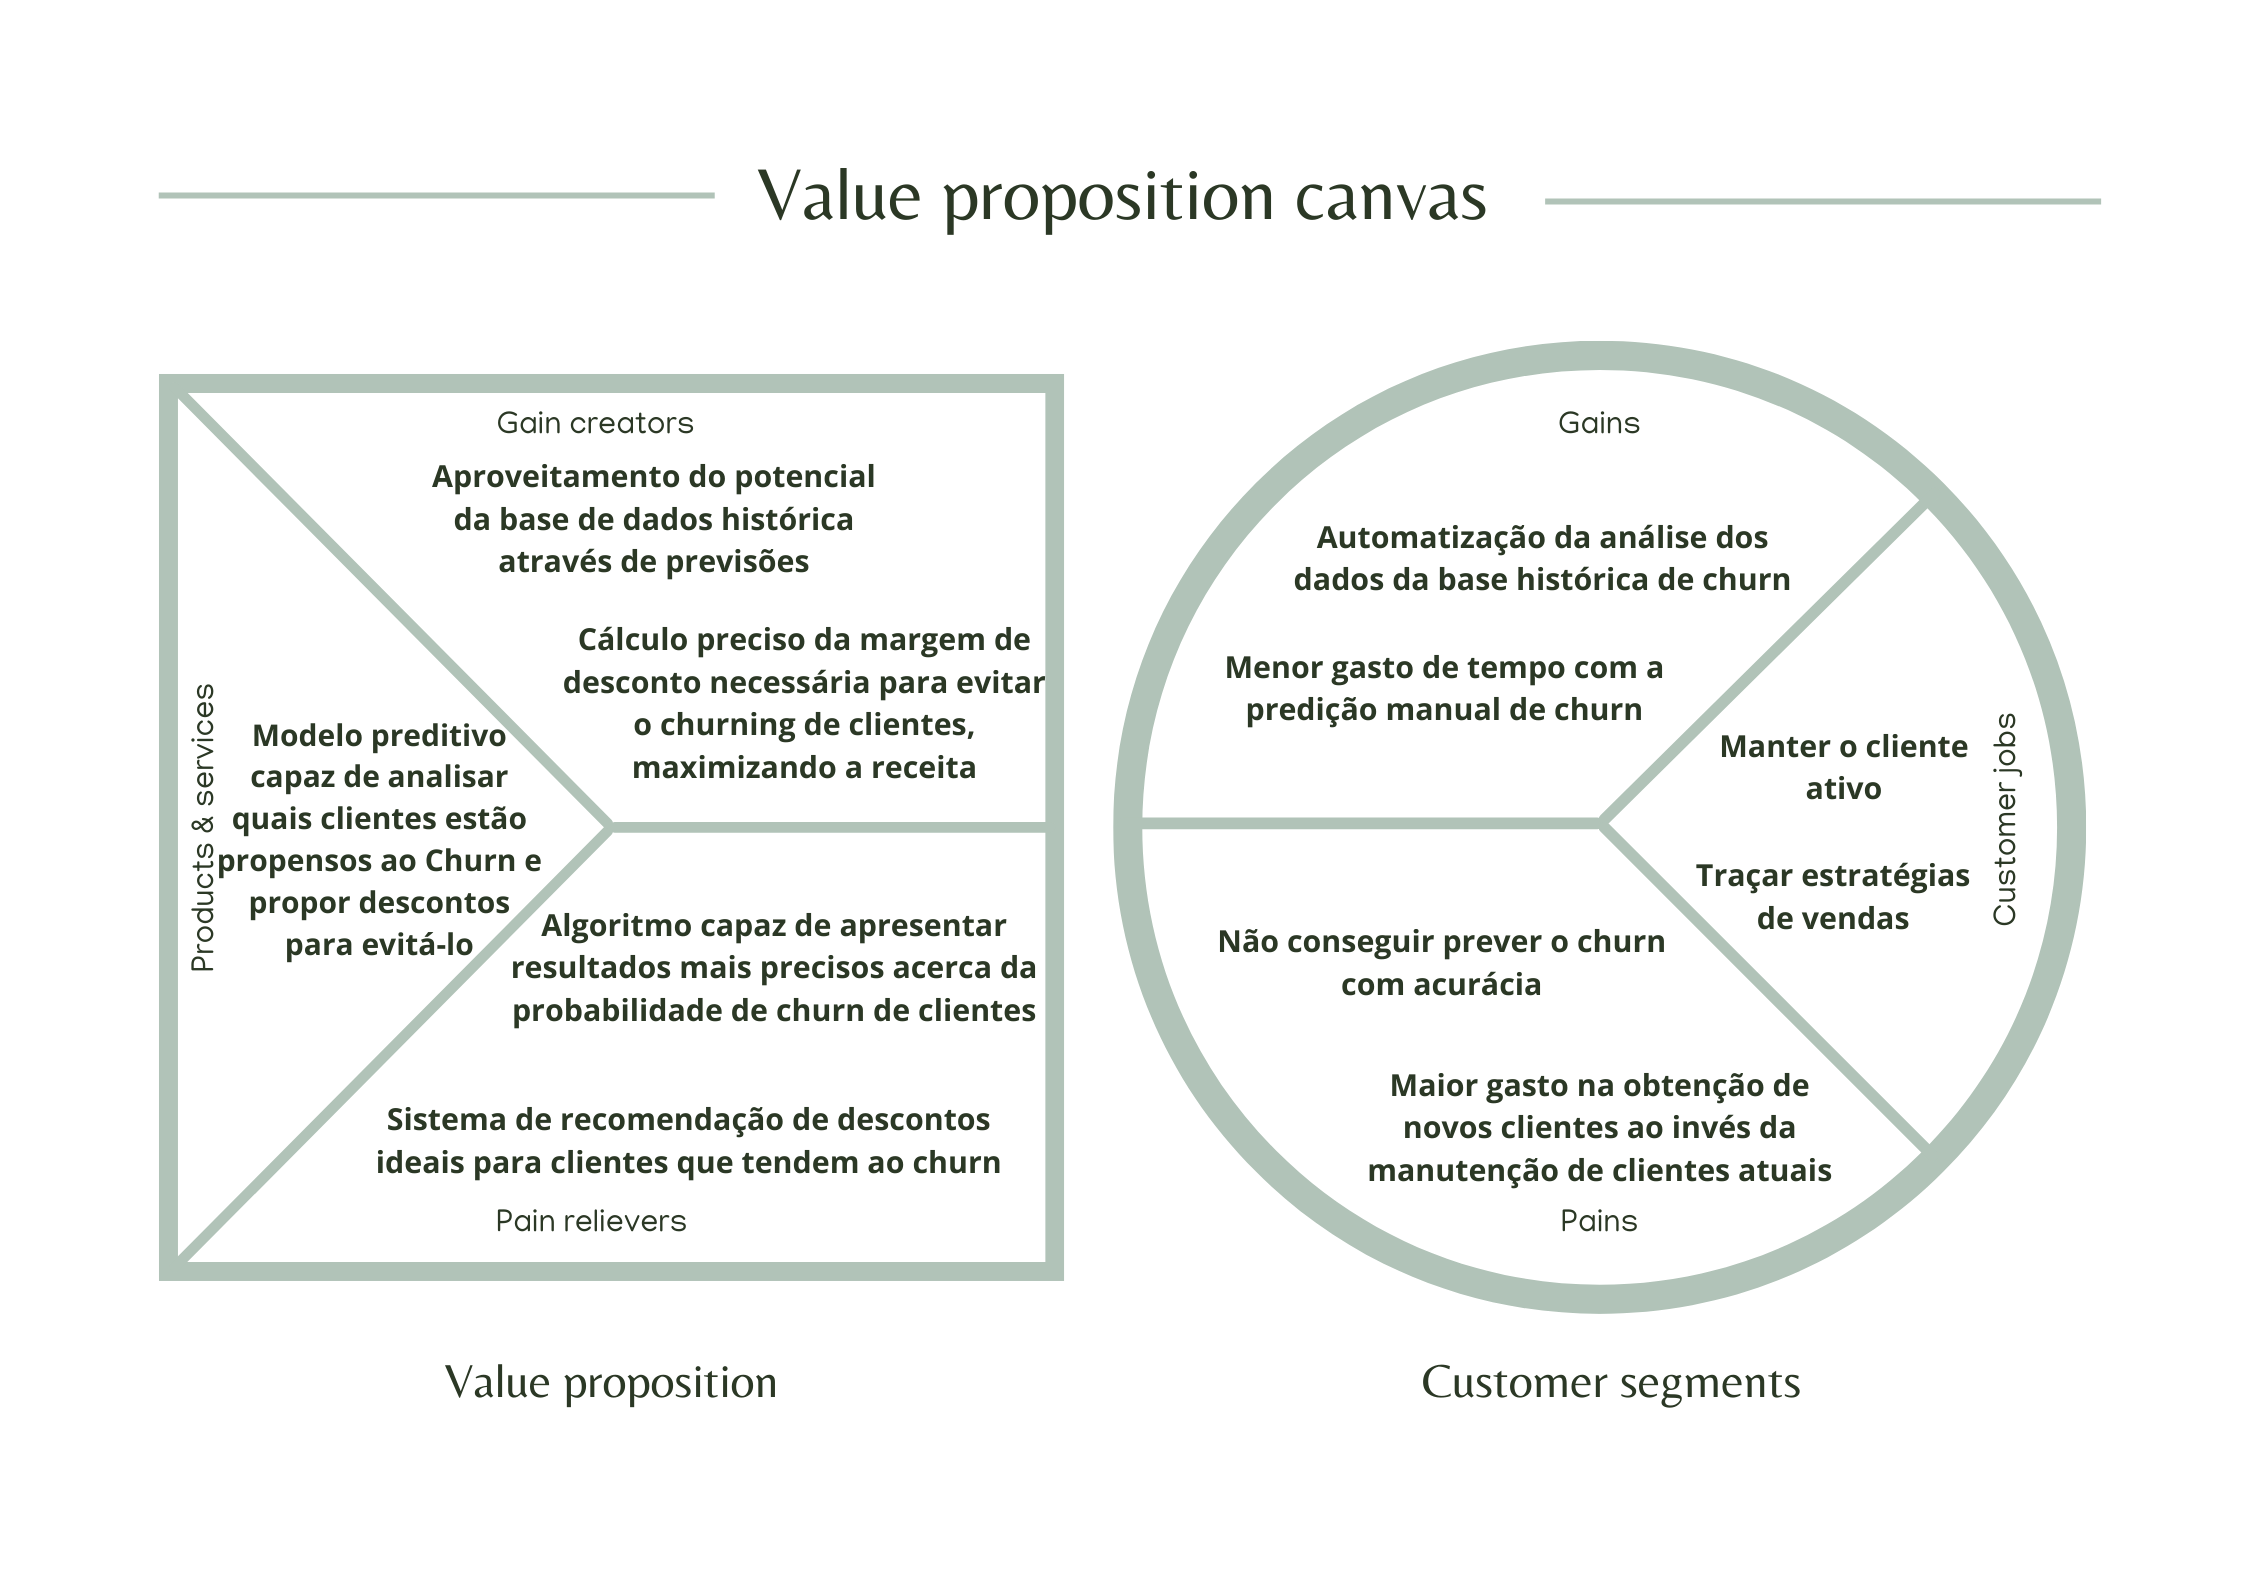 Value proposition canvas
Gain creators
Aproveitamento do potencial
da base de dados histórica
através de previsões
Cálculo preciso da margem de
desconto necessária para evitar
o churning de clientes,
maximizando a receita
Products & services
Modelo preditivo
capaz de analisar
quais clientes estão
propensos ao Churn e
propor descontos
para evitá-lo
Algoritmo capaz de apresentar
resultados mais precisos acerca da
probabilidade de churn de clientes
Sistema de recomendação de descontos
ideais para clientes que tendem ao churn
Pain relievers
Value proposition
Gains
Automatização da análise dos
dados da base histórica de churn
Menor gasto de tempo com a
predição manual de churn
Manter o cliente
ativo
Traçar estratégias
de vendas
Customer jobs
Não conseguir prever o churn
com acurácia
Maior gasto na obtenção de
novos clientes ao invés da
manutenção de clientes atuais
Pains
Customer segments